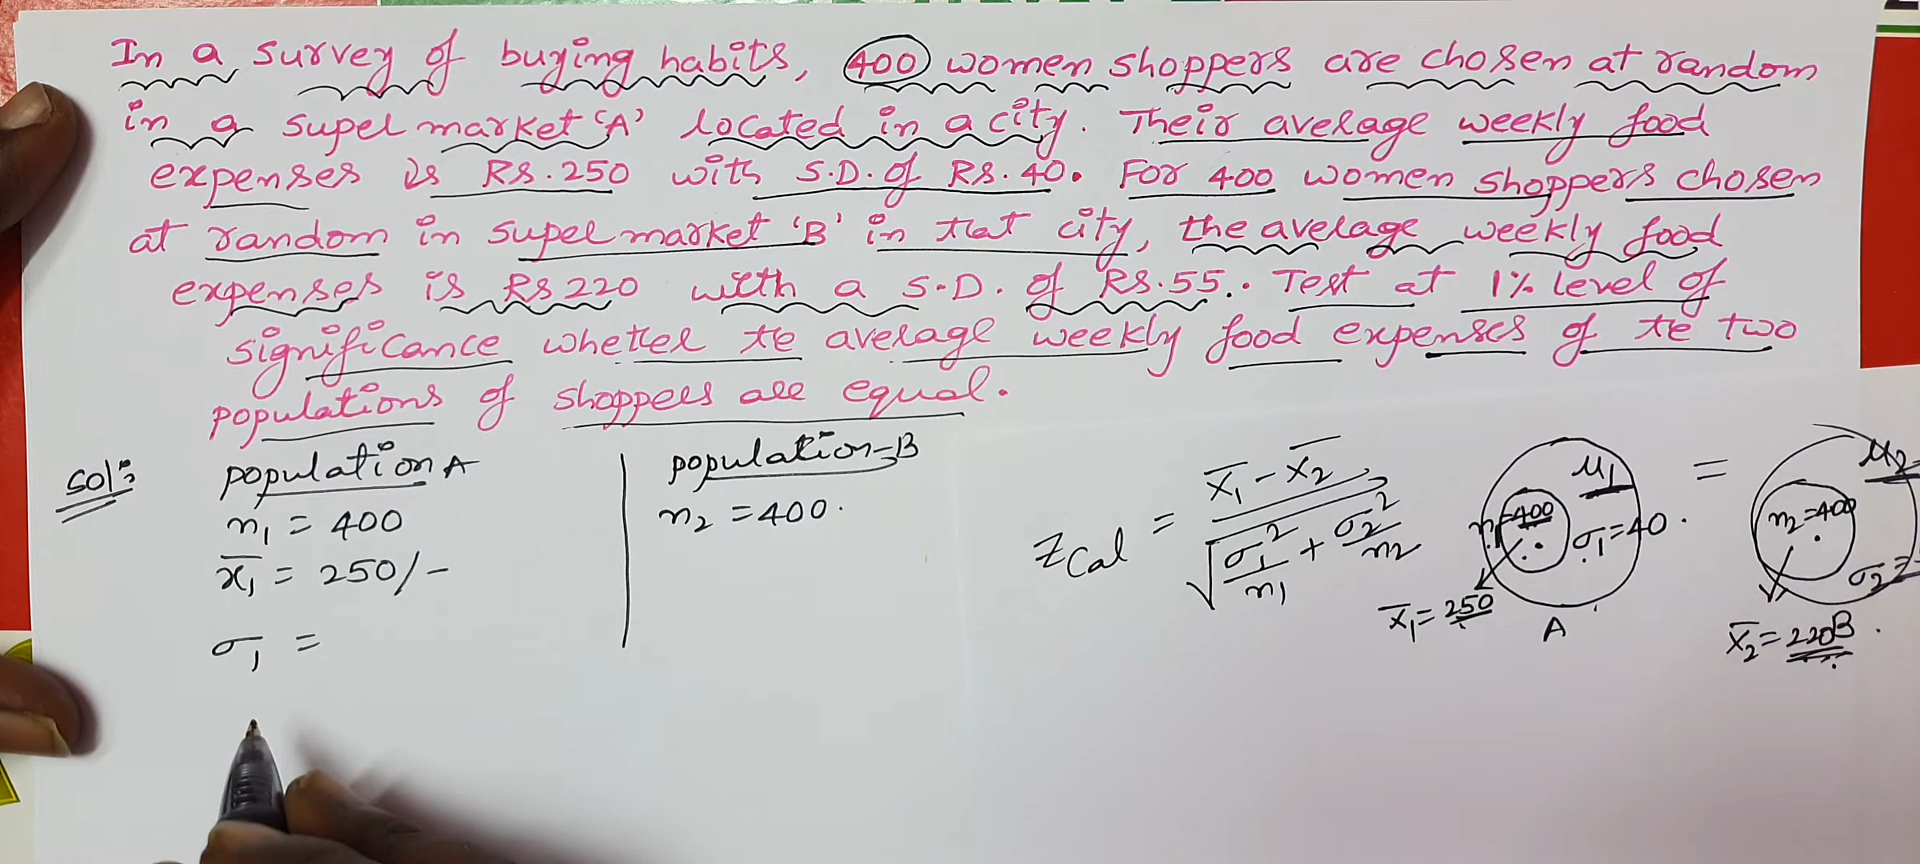 In a survey of buying habits, 400 women shoppers are chosen at random
in a supermarket 'A' located in a city. Their average weekly food
expenses is RS.250 with S.D. of RS.40. For 400 women shoppers chosen
at random in supermarket 'B' in that city, the average weekly food
expenses is RS 220 with a S.D. of RS.55.. Test at 1% level of
significance whether the average weekly food expenses of the two
populations of shoppers are equal.
Sol:
population A
n₁ = 400
x̄₁ = 250/-
σ₁ =
population-B
n₂ = 400.
Z Cal = x̄₁ - x̄₂ / √(σ₁²/n₁ + σ₂²/n₂)
μ₁ = μ₂
n₁=400 σ₁=40.
x̄₁ = 250
A
n₂=400
σ₂ =
x̄₂ = 220 B.